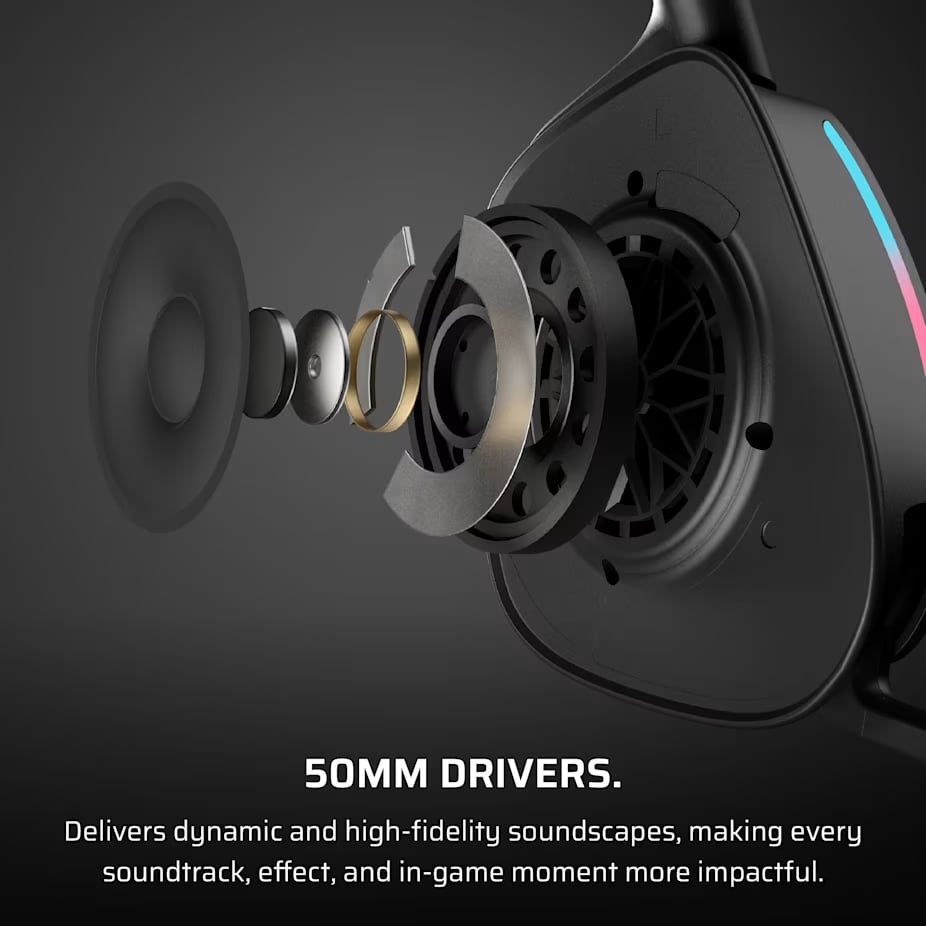 50MM DRIVERS.
Delivers dynamic and high-fidelity soundscapes, making every
soundtrack, effect, and in-game moment more impactful.